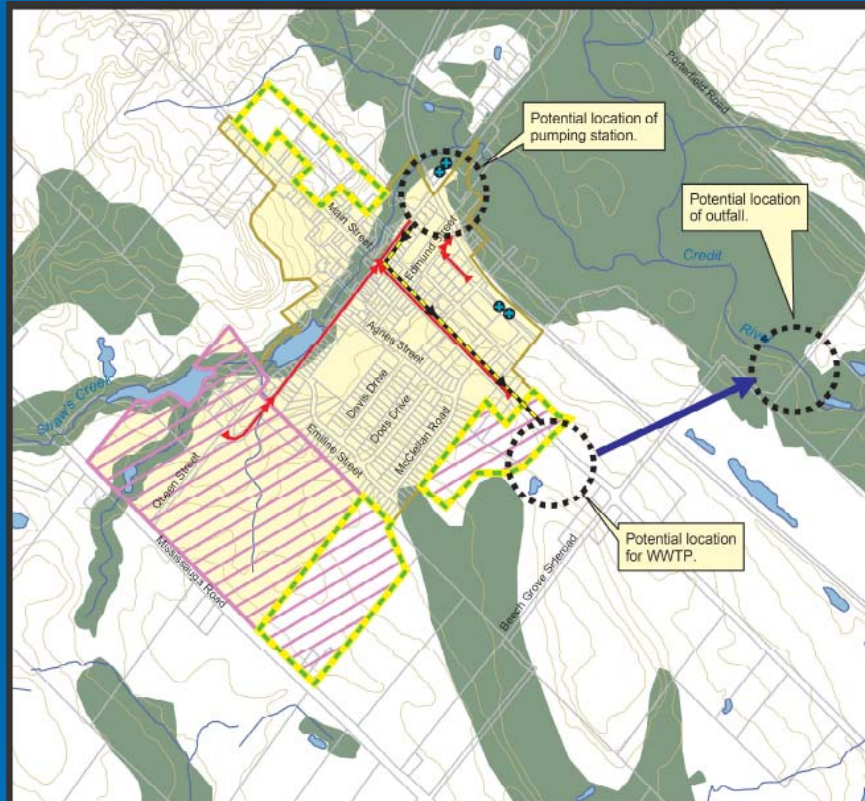 Porterfield Road
Potential location of
pumping station.
Potential location
of outfall.
Main Street
Edmund Street
Credit
River
Agnew Street
Shaw's Creek
Davis Drive
Dods Drive
McClellan Road
Emiline Street
Queen Street
Mississauga Road
Potential location
for WWTP.
Beech Grove Sideroad